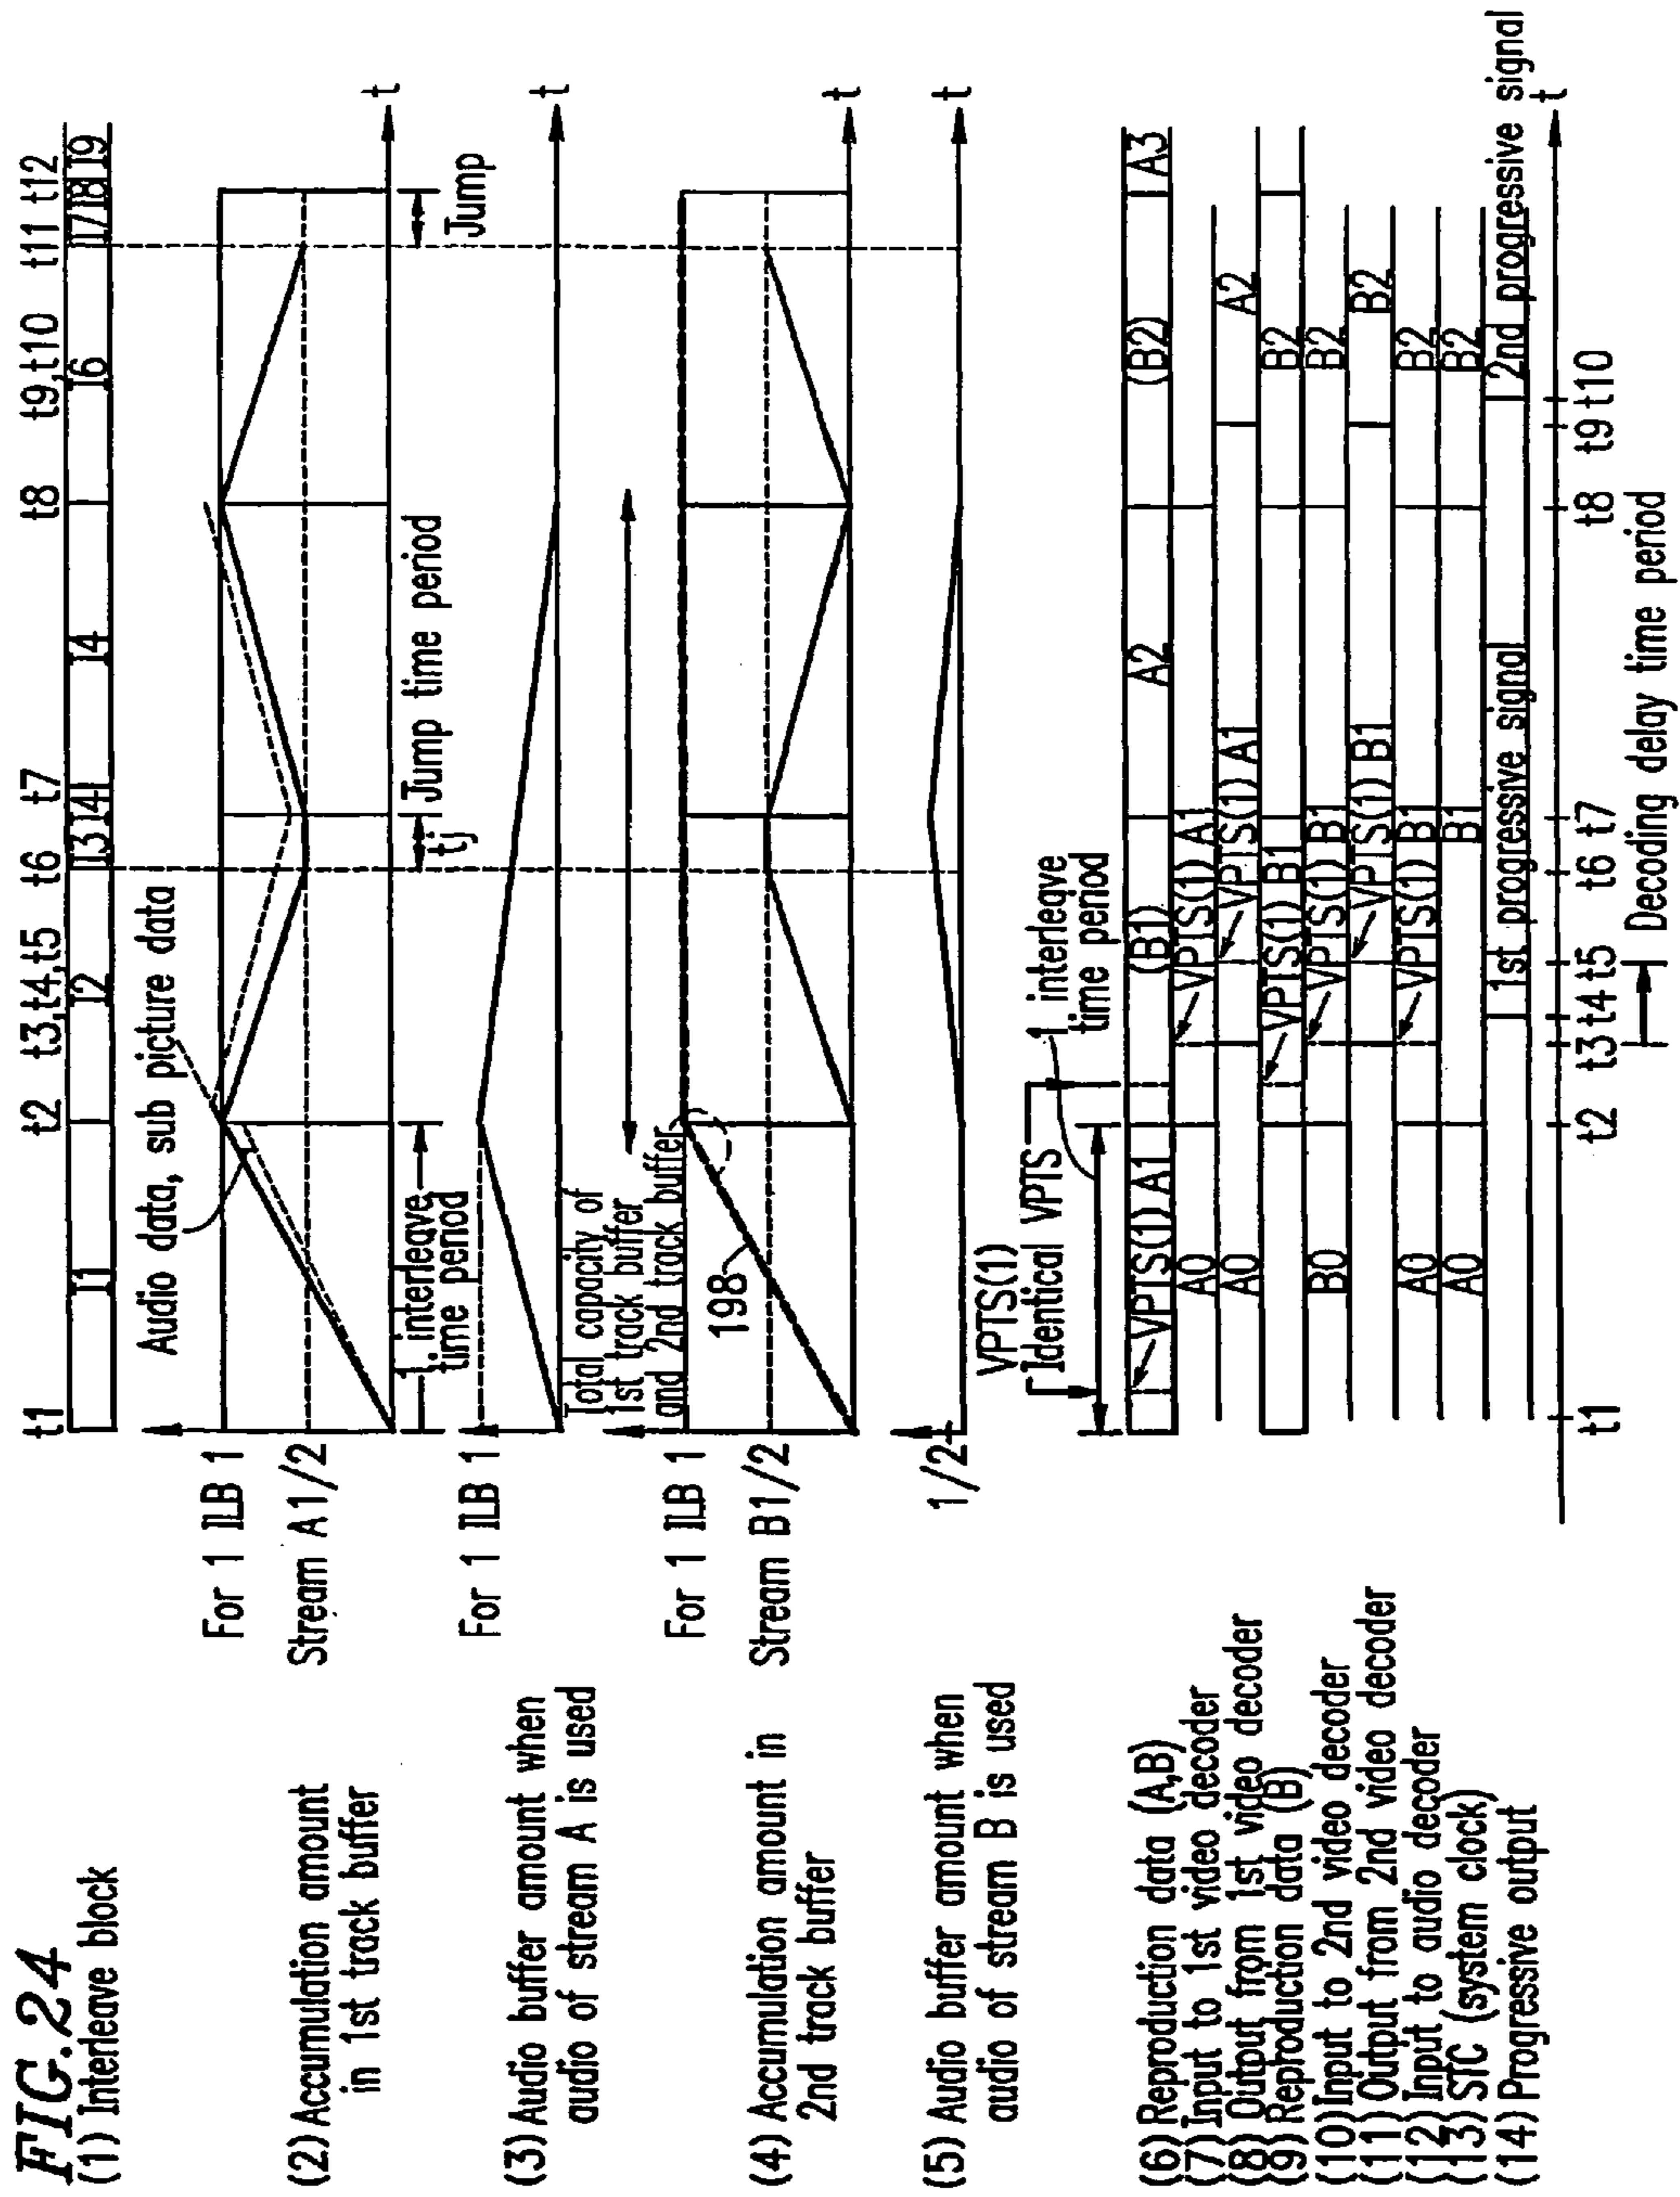 FIG. 24
(1) Interleave block
t1
t2
t3,t4,t5
t6
t7
t8
t9,t10
t11
t12
I1
I2
I3
I4
I4
I6
I7
I8
I9
Audio data, sub picture data
(2) Accumulation amount
in 1st track buffer
For 1 ILB 1
Stream A 1/2
t
1 interleave
time period
tj
Jump time period
Jump
(3) Audio buffer amount when
audio of stream A is used
For 1 ILB 1
t
Total capacity of
1st track buffer
and 2nd track buffer
(4) Accumulation amount in
2nd track buffer
For 1 ILB 1
Stream B 1/2
198
t
(5) Audio buffer amount when
audio of stream B is used
1/2
t
VPTS(1)
Identical VPTS
1 interleave
time period
(6) Reproduction data (A,B)
VPTS(1) A1
(B1)
A2
(B2)
A3
(7) Input to 1st video decoder
A0
VPTS(1) A1
(8) Output from 1st video decoder
A0
VPTS(1) A1
A2
(9) Reproduction data (B)
VPTS(1) B1
B2
(10) Input to 2nd video decoder
B0
VPTS(1) B1
B2
(11) Output from 2nd video decoder
VPTS(1) B1
B2
(12) Input to audio decoder
A0
VPTS(1) B1
B2
(13) STC (system clock)
A0
B1
B2
(14) Progressive output
1st progressive signal
2nd progressive signal
t
t1
t2
t3
t4
t5
t6
t7
t8
t9
t10
Decoding delay time period